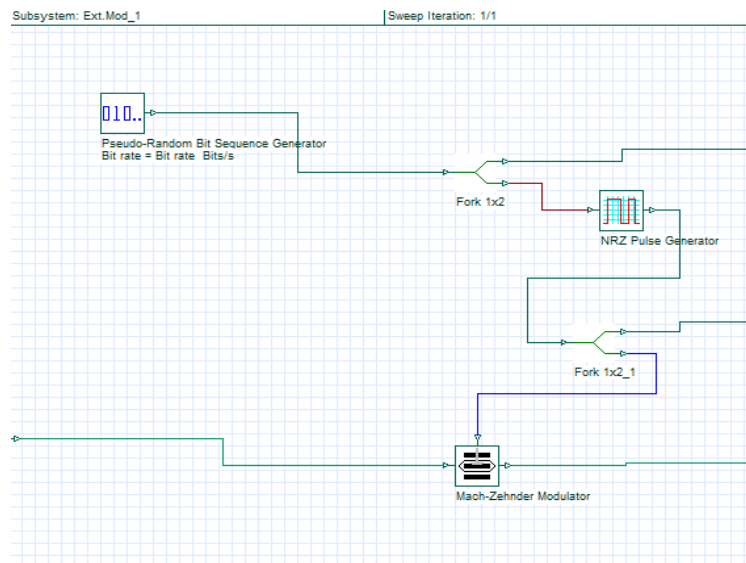 Subsystem: Ext.Mod_1
Sweep Iteration: 1/1
010..
Pseudo-Random Bit Sequence Generator
Bit rate = Bit rate  Bits/s
Fork 1x2
NRZ Pulse Generator
Fork 1x2_1
Mach-Zehnder Modulator